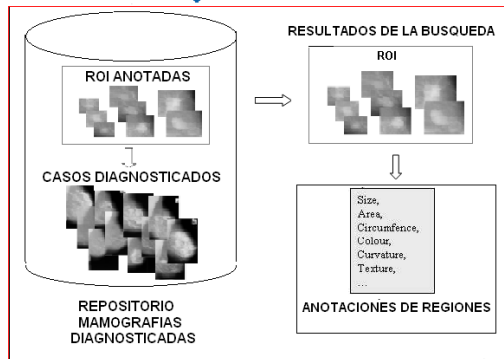 RESULTADOS DE LA BUSQUEDA
ROI
ROI ANOTADAS
CASOS DIAGNOSTICADOS
REPOSITORIO
MAMOGRAFIAS
DIAGNOSTICADAS
Size,
Area,
Circumfence,
Colour,
Curvature,
Texture,
...
ANOTACIONES DE REGIONES